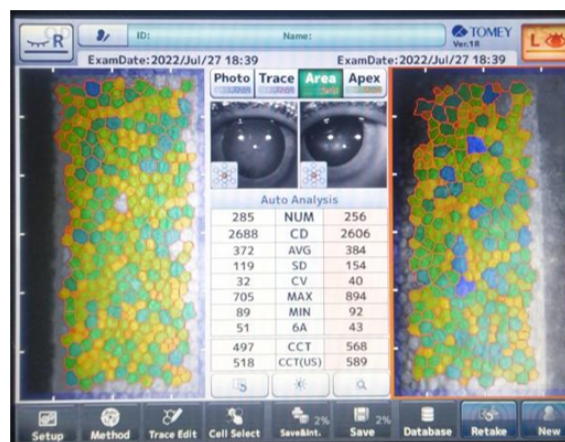 R
ID:
Name:
TOMEY
Ver.1R
L
ExamDate:2022/Jul/27 18:39
ExamDate:2022/Jul/27 18:39
Photo Trace Area Apex
Auto Analysis
285 NUM 256
2688 CD 2606
372 AVG 384
119 SD 154
32 CV 40
705 MAX 894
89 MIN 92
51 6A 43
497 CCT 568
518 CCT(US) 589
Setup Method Trace Edit Cell Select Save&Int. 2% Save 2% Database Retake New